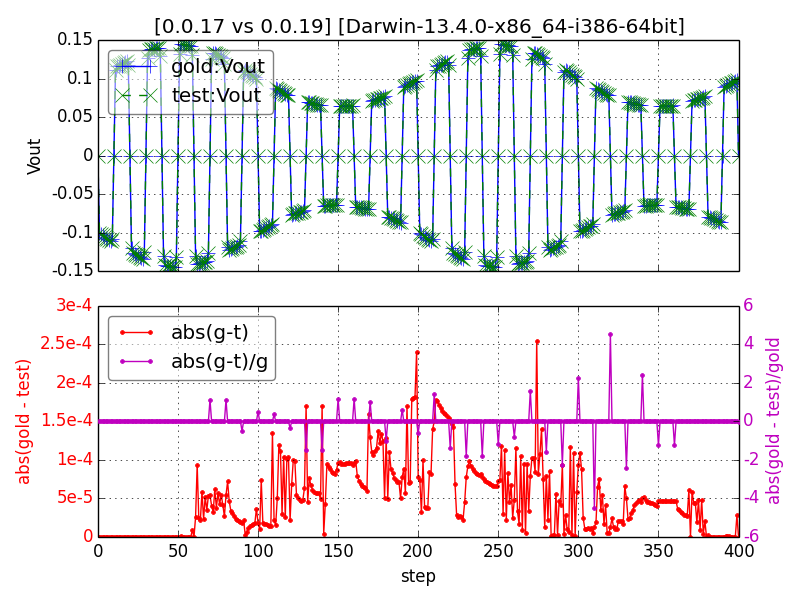 [0.0.17 vs 0.0.19] [Darwin-13.4.0-x86_64-i386-64bit]
0.15
0.1
0.05
0
-0.05
-0.1
-0.15
Vout
gold:Vout
test:Vout
3e-4
2.5e-4
2e-4
1.5e-4
1e-4
5e-5
0
abs(gold - test)
abs(g-t)
abs(g-t)/g
6
4
2
0
-2
-4
-6
abs(gold - test)/gold
0 50 100 150 200 250 300 350 400
step